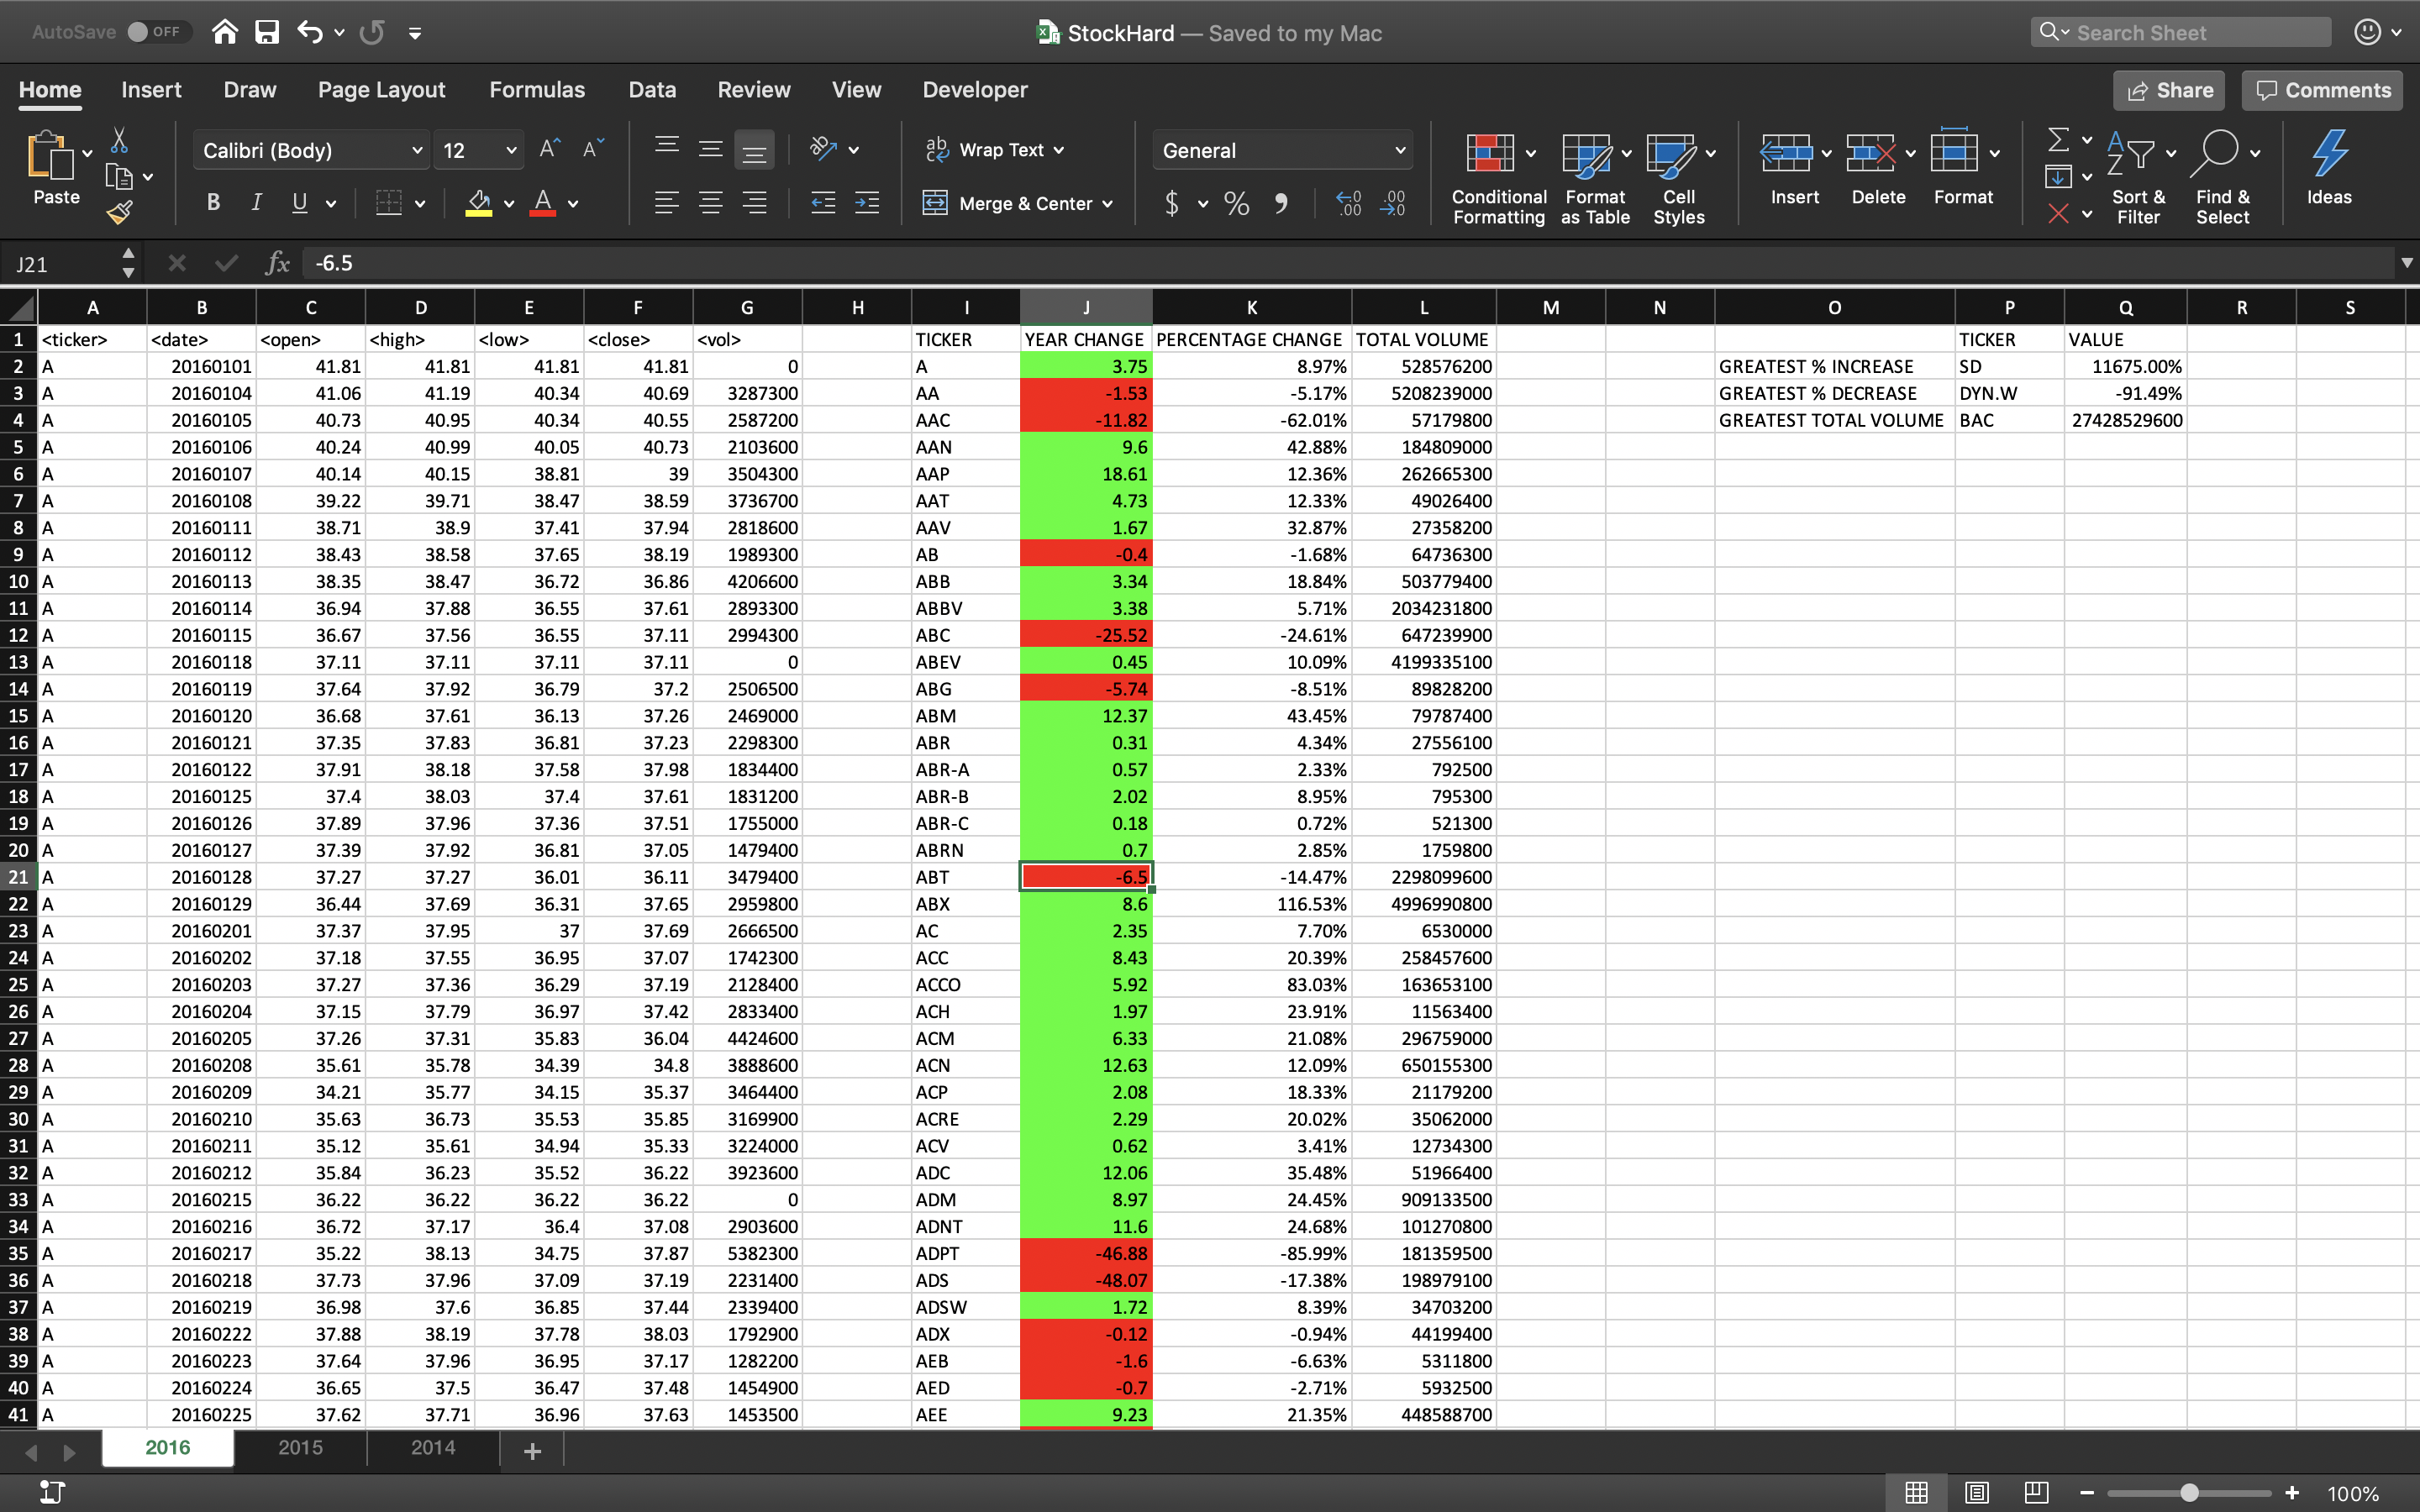 AutoSave OFF StockHard — Saved to my Mac Search Sheet
Home Insert Draw Page Layout Formulas Data Review View Developer Share Comments
Calibri (Body) 12 A^ A˅ ab Wrap Text General Conditional Formatting Format as Table Cell Styles Insert Delete Format Sort & Filter Find & Select Ideas
Paste B I U A Merge & Center $ % , .00 .00
J21 fx -6.5
A B C D E F G H I J K L M N O P Q R S
1 <ticker> <date> <open> <high> <low> <close> <vol> TICKER YEAR CHANGE PERCENTAGE CHANGE TOTAL VOLUME TICKER VALUE
2 A 20160101 41.81 41.81 41.81 41.81 0 A 3.75 8.97% 528576200 GREATEST % INCREASE SD 11675.00%
3 A 20160104 41.06 41.19 40.34 40.69 3287300 AA -1.53 -5.17% 5208239000 GREATEST % DECREASE DYN.W -91.49%
4 A 20160105 40.73 40.95 40.34 40.55 2587200 AAC -11.82 -62.01% 57179800 GREATEST TOTAL VOLUME BAC 27428529600
5 A 20160106 40.24 40.99 40.05 40.73 2103600 AAN 9.6 42.88% 184809000
6 A 20160107 40.14 40.15 38.81 39 3504300 AAP 18.61 12.36% 262665300
7 A 20160108 39.22 39.71 38.47 38.59 3736700 AAT 4.73 12.33% 49026400
8 A 20160111 38.71 38.9 37.41 37.94 2818600 AAV 1.67 32.87% 27358200
9 A 20160112 38.43 38.58 37.65 38.19 1989300 AB -0.4 -1.68% 64736300
10 A 20160113 38.35 38.47 36.72 36.86 4206600 ABB 3.34 18.84% 503779400
11 A 20160114 36.94 37.88 36.55 37.61 2893300 ABBV 3.38 5.71% 2034231800
12 A 20160115 36.67 37.56 36.55 37.11 2994300 ABC -25.52 -24.61% 647239900
13 A 20160118 37.11 37.11 37.11 37.11 0 ABEV 0.45 10.09% 4199335100
14 A 20160119 37.64 37.92 36.79 37.2 2506500 ABG -5.74 -8.51% 89828200
15 A 20160120 36.68 37.61 36.13 37.26 2469000 ABM 12.37 43.45% 79787400
16 A 20160121 37.35 37.83 36.81 37.23 2298300 ABR 0.31 4.34% 27556100
17 A 20160122 37.91 38.18 37.58 37.98 1834400 ABR-A 0.57 2.33% 792500
18 A 20160125 37.4 38.03 37.4 37.61 1831200 ABR-B 2.02 8.95% 795300
19 A 20160126 37.89 37.96 37.36 37.51 1755000 ABR-C 0.18 0.72% 521300
20 A 20160127 37.39 37.92 36.81 37.05 1479400 ABRN 0.7 2.85% 1759800
21 A 20160128 37.27 37.27 36.01 36.11 3479400 ABT -6.5 -14.47% 2298099600
22 A 20160129 36.44 37.69 36.31 37.65 2959800 ABX 8.6 116.53% 4996990800
23 A 20160201 37.37 37.95 37 37.69 2666500 AC 2.35 7.70% 6530000
24 A 20160202 37.18 37.55 36.95 37.07 1742300 ACC 8.43 20.39% 258457600
25 A 20160203 37.27 37.36 36.29 37.19 2128400 ACCO 5.92 83.03% 163653100
26 A 20160204 37.15 37.79 36.97 37.42 2833400 ACH 1.97 23.91% 11563400
27 A 20160205 37.26 37.31 35.83 36.04 4424600 ACM 6.33 21.08% 296759000
28 A 20160208 35.61 35.78 34.39 34.8 3888600 ACN 12.63 12.09% 650155300
29 A 20160209 34.21 35.77 34.15 35.37 3464400 ACP 2.08 18.33% 21179200
30 A 20160210 35.63 36.73 35.53 35.85 3169900 ACRE 2.29 20.02% 35062000
31 A 20160211 35.12 35.61 34.94 35.33 3224000 ACV 0.62 3.41% 12734300
32 A 20160212 35.84 36.23 35.52 36.22 3923600 ADC 12.06 35.48% 51966400
33 A 20160215 36.22 36.22 36.22 36.22 0 ADM 8.97 24.45% 909133500
34 A 20160216 36.72 37.17 36.4 37.08 2903600 ADNT 11.6 24.68% 101270800
35 A 20160217 35.22 38.13 34.75 37.87 5382300 ADPT -46.88 -85.99% 181359500
36 A 20160218 37.73 37.96 37.09 37.19 2231400 ADS -48.07 -17.38% 198979100
37 A 20160219 36.98 37.6 36.85 37.44 2339400 ADSW 1.72 8.39% 34703200
38 A 20160222 37.88 38.19 37.78 38.03 1792900 ADX -0.12 -0.94% 44199400
39 A 20160223 37.64 37.96 36.95 37.17 1282200 AEB -1.6 -6.63% 5311800
40 A 20160224 36.65 37.5 36.47 37.48 1454900 AED -0.7 -2.71% 5932500
41 A 20160225 37.62 37.71 36.96 37.63 1453500 AEE 9.23 21.35% 448588700
2016 2015 2014 +
100%